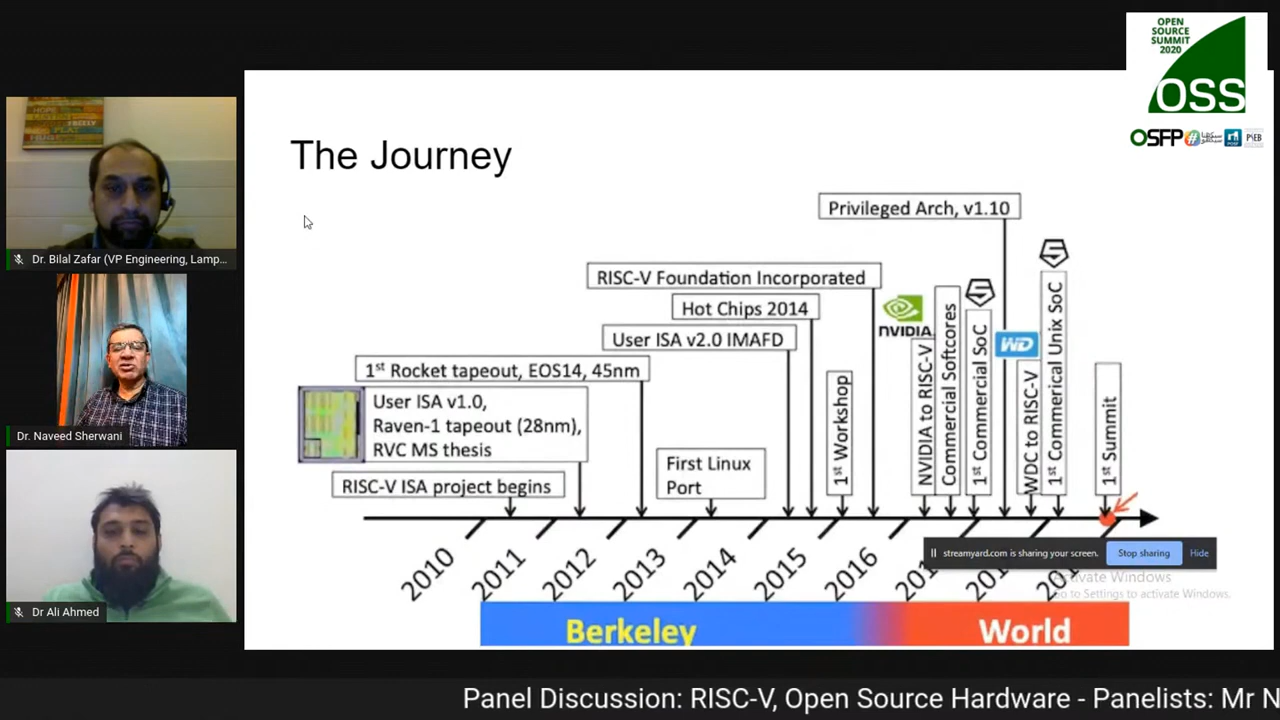 OPEN
SOURCE
SUMMIT
2020
OSS
OSFP
The Journey
Privileged Arch, v1.10
RISC-V Foundation Incorporated
Hot Chips 2014
User ISA v2.0 IMAFD
1st Rocket tapeout, EOS14, 45nm
User ISA v1.0,
Raven-1 tapeout (28nm),
RVC MS thesis
RISC-V ISA project begins
First Linux
Port
1st Workshop
NVIDIA
NVIDIA to RISC-V
Commercial Softcores
5
1st Commercial SoC
WD
WDC to RISC-V
5
1st Commerical Unix SoC
1st Summit
2010
2011
2012
2013
2014
2015
2016
Berkeley
World
streamyard.com is sharing your screen.
Stop sharing
Hide
Activate Windows
Go to Settings to activate Windows.
Dr. Bilal Zafar (VP Engineering, Lamp...
Dr. Naveed Sherwani
Dr Ali Ahmed
Panel Discussion: RISC-V, Open Source Hardware - Panelists: Mr N